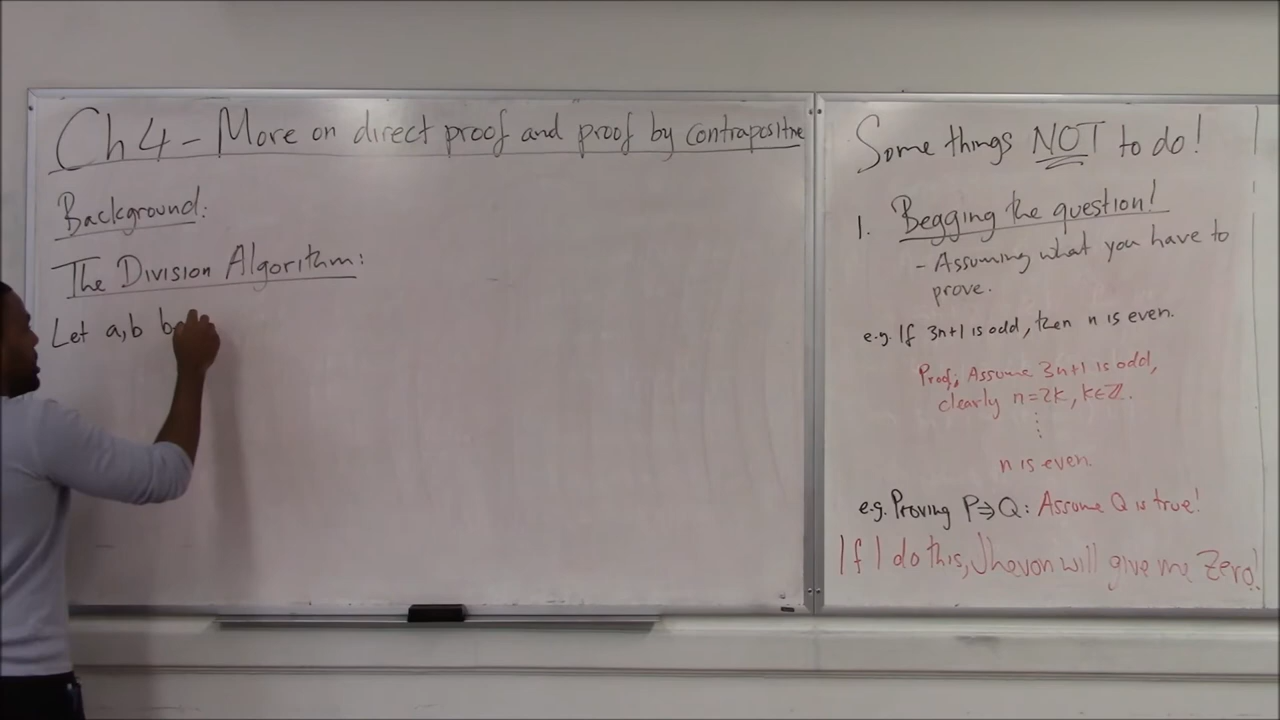 Ch 4 - More on direct proof and proof by contrapositive
Background:
The Division Algorithm:
Let a,b b
Some things NOT to do!
1. Begging the question!
- Assuming what you have to
prove.
e.g. If 3n+1 is odd, then n is even.
Proof: Assume 3n+1 is odd,
clearly n=2k, k∈ℤ.
⋮
n is even.
e.g. Proving P⇒Q: Assume Q is true!
If I do this, Jhevon will give me Zero!